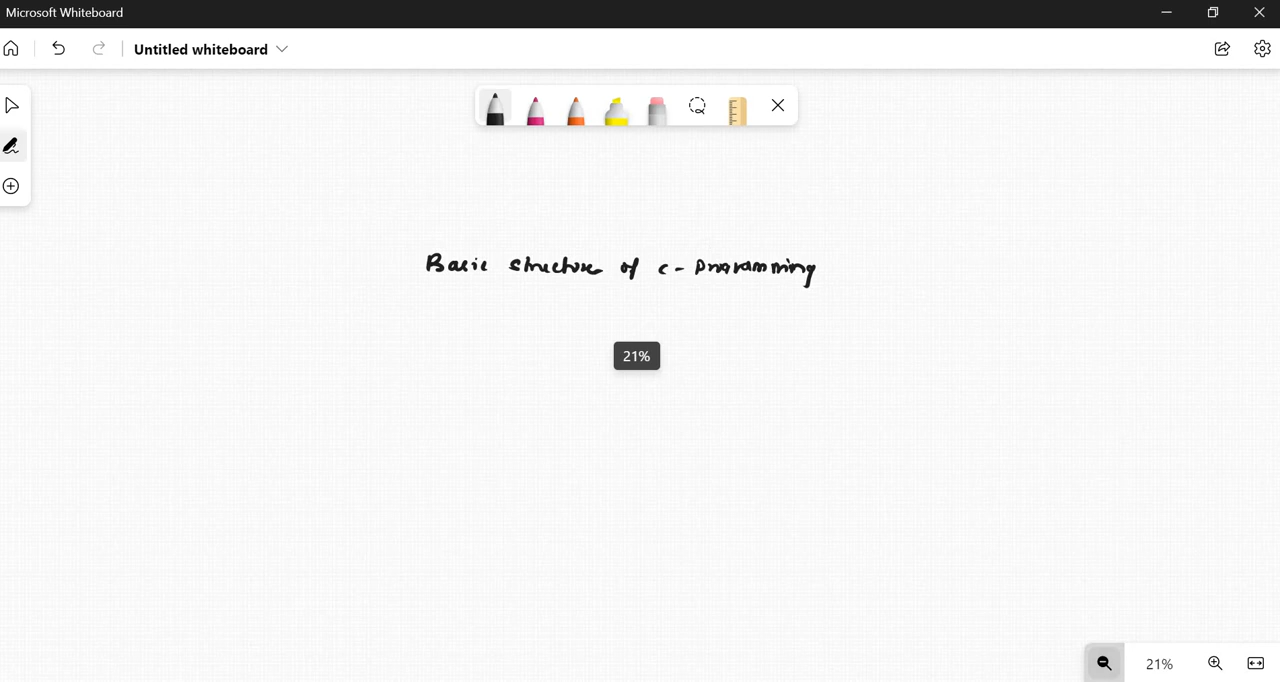 Microsoft Whiteboard
Untitled whiteboard
Basic structure of c - programming
21%
21%